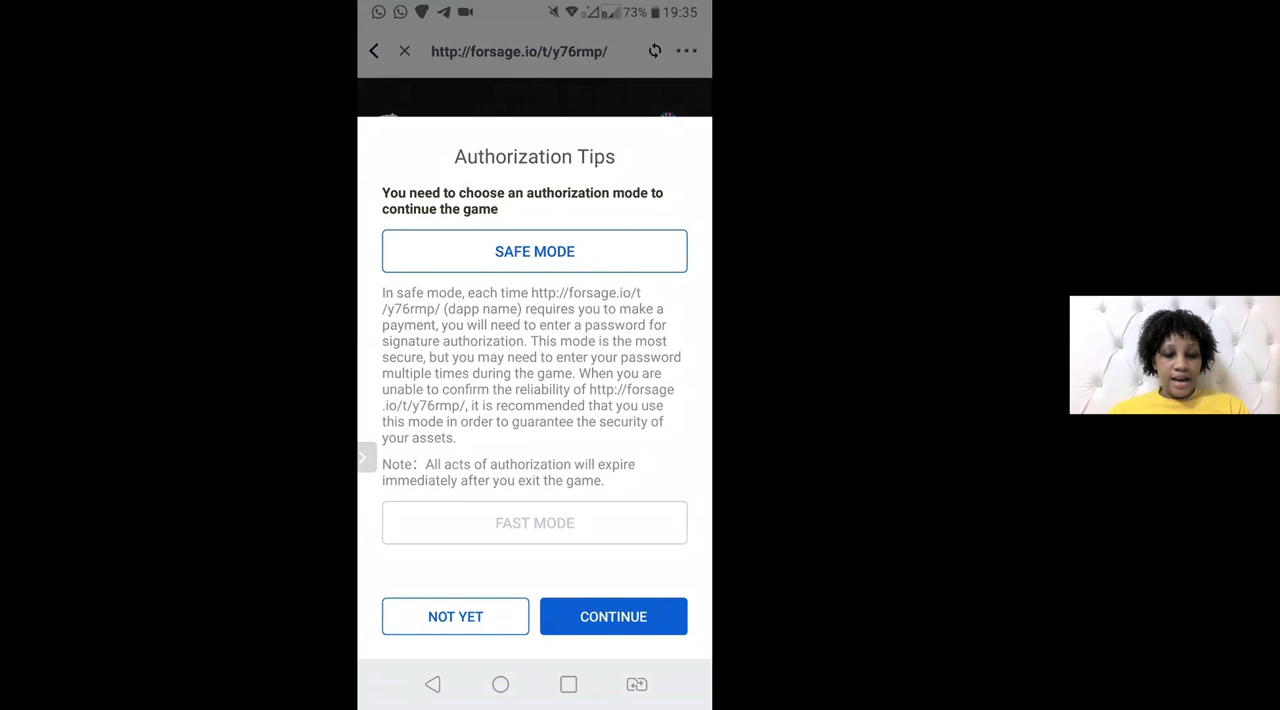 73% 19:35
http://forsage.io/t/y76rmp/
Authorization Tips
You need to choose an authorization mode to
continue the game
SAFE MODE
In safe mode, each time http://forsage.io/t
/y76rmp/ (dapp name) requires you to make a
payment, you will need to enter a password for
signature authorization. This mode is the most
secure, but you may need to enter your password
multiple times during the game. When you are
unable to confirm the reliability of http://forsage
.io/t/y76rmp/, it is recommended that you use
this mode in order to guarantee the security of
your assets.
Note： All acts of authorization will expire
immediately after you exit the game.
FAST MODE
NOT YET
CONTINUE